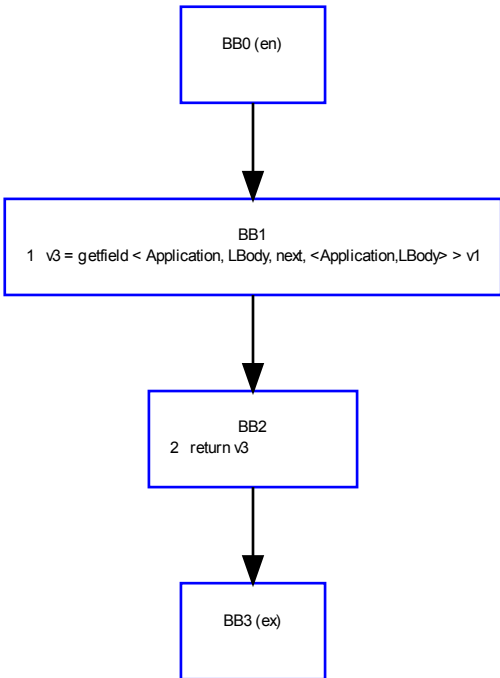 BB0 (en)
BB1
1 v3 = getfield < Application, LBody, next, <Application,LBody> > v1
BB2
2 return v3
BB3 (ex)